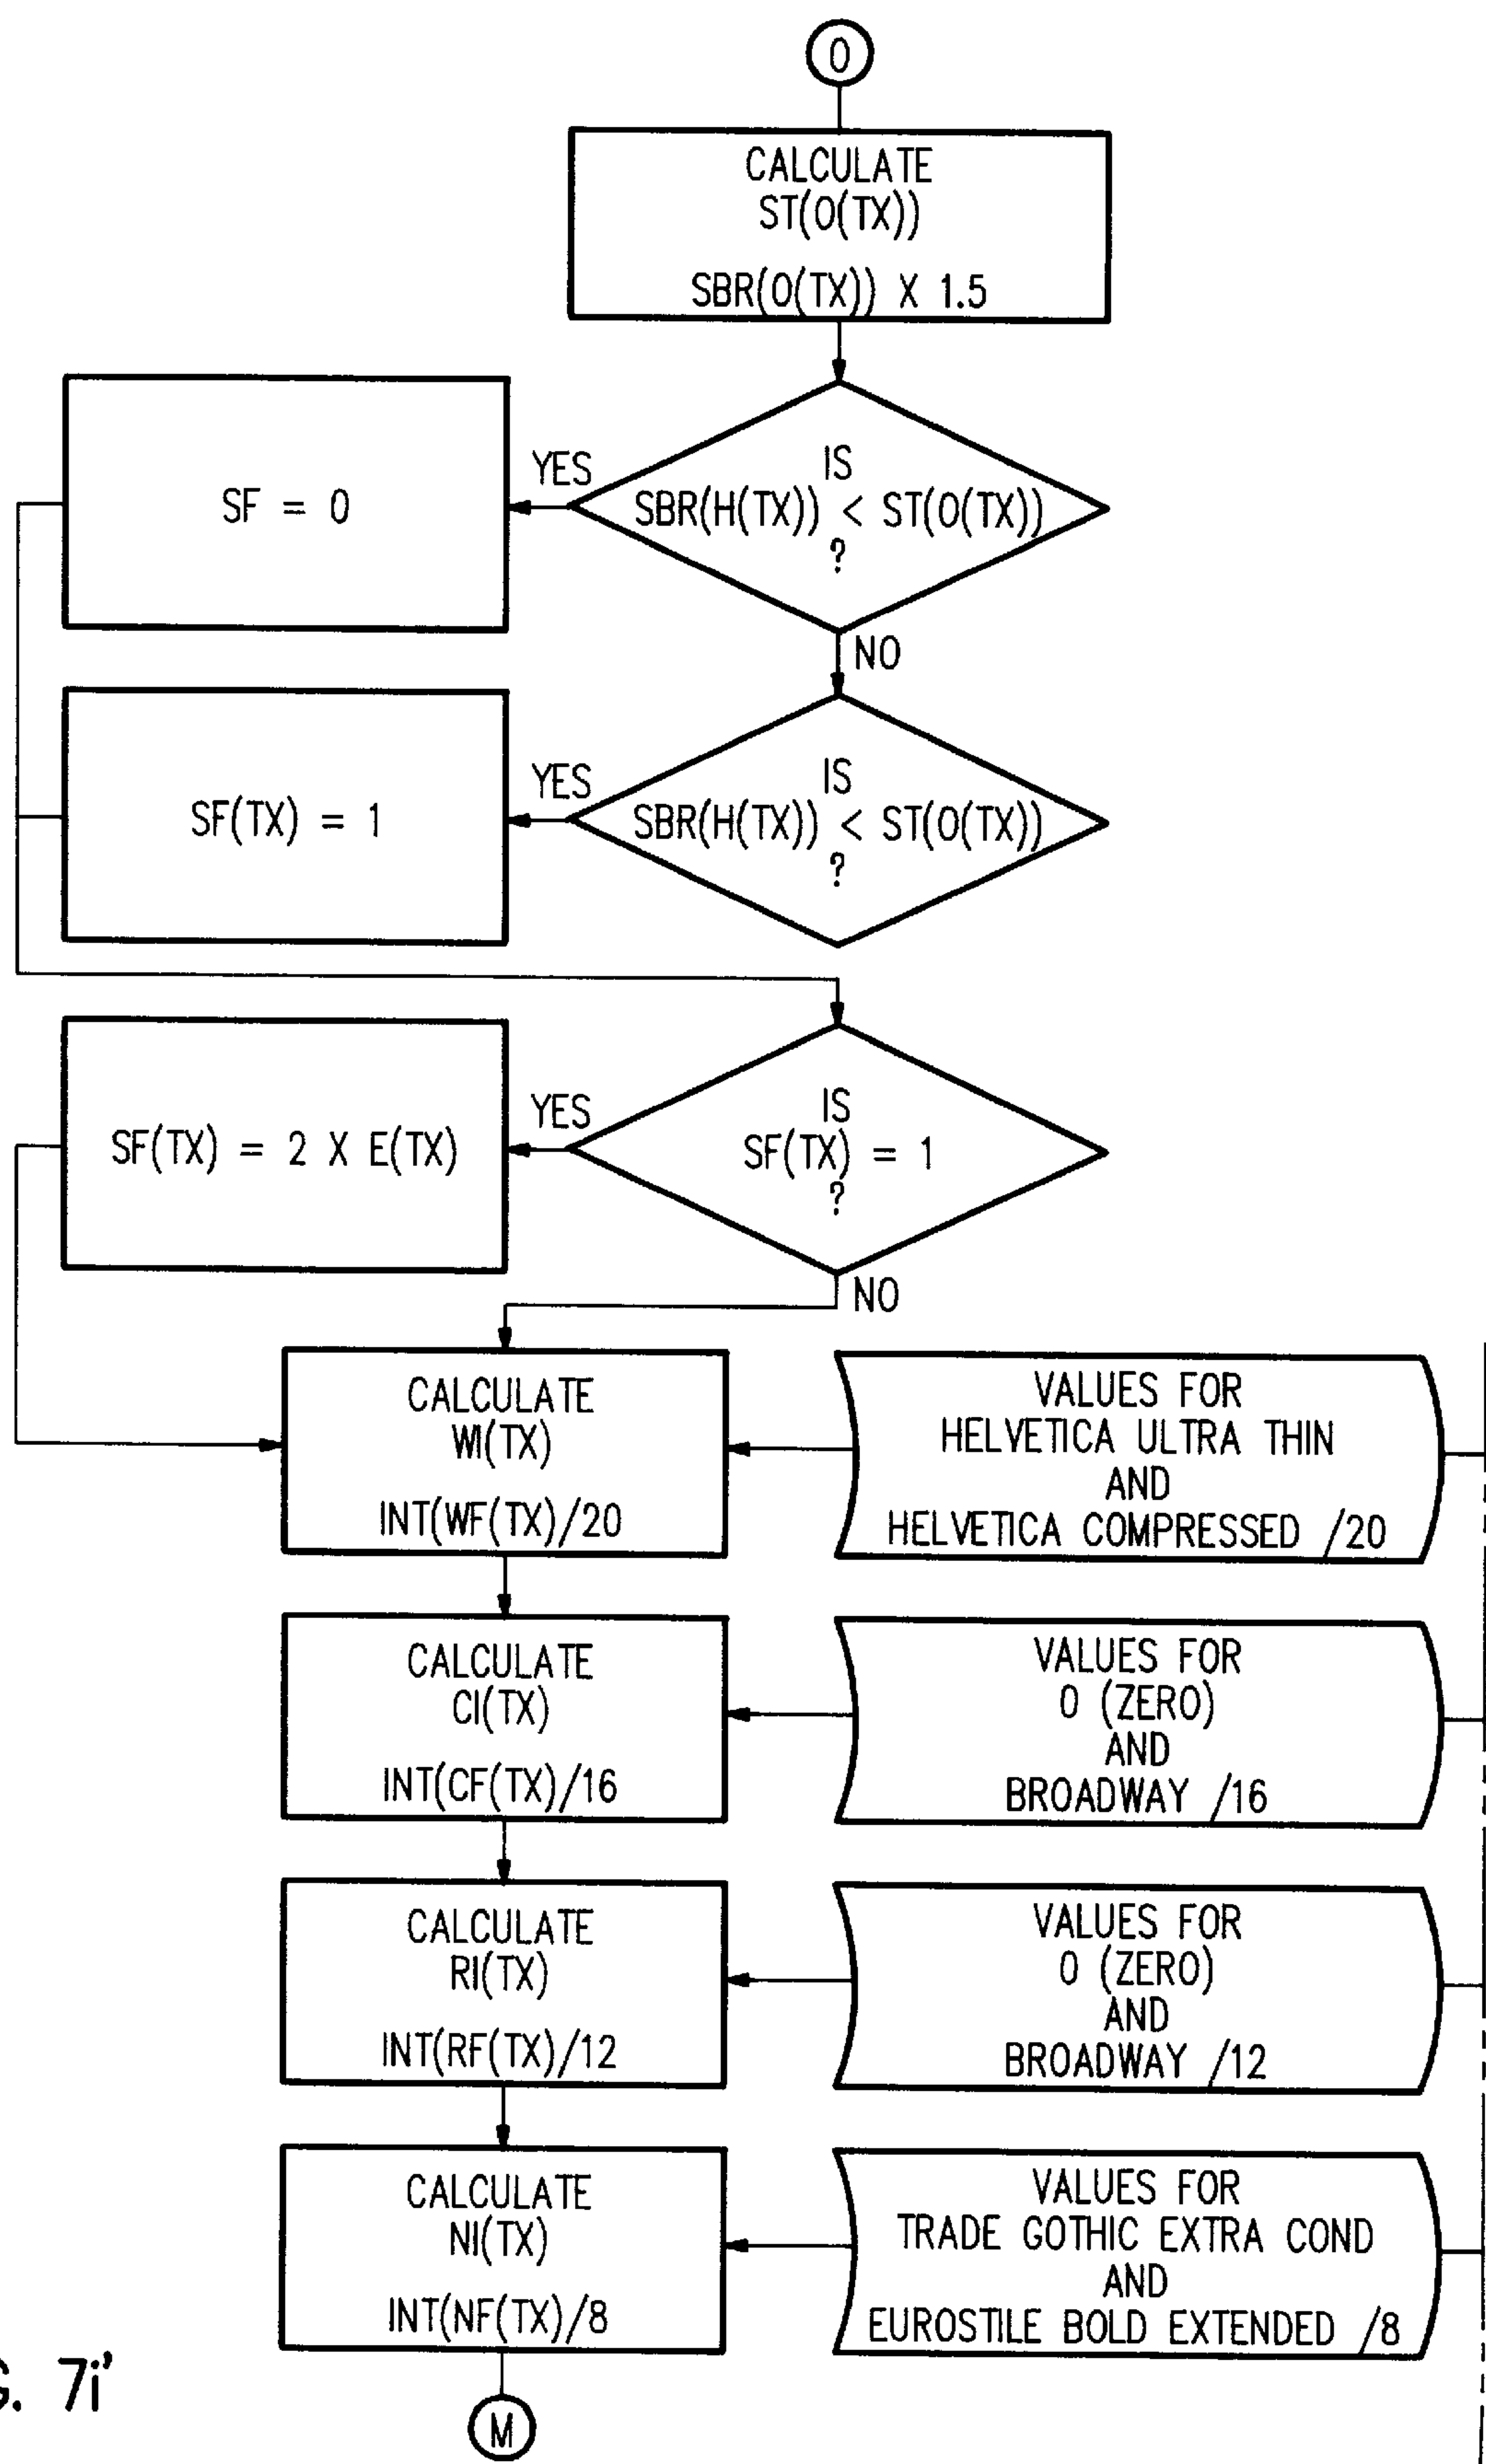 O
CALCULATE
ST(O(TX))
SBR(O(TX)) X 1.5
IS
SBR(H(TX)) < ST(O(TX))
?
YES
SF = 0
NO
IS
SBR(H(TX)) < ST(O(TX))
?
YES
SF(TX) = 1
IS
SF(TX) = 1
?
YES
SF(TX) = 2 X E(TX)
NO
CALCULATE
WI(TX)
INT(WF(TX)/20
VALUES FOR
HELVETICA ULTRA THIN
AND
HELVETICA COMPRESSED /20
CALCULATE
CI(TX)
INT(CF(TX)/16
VALUES FOR
0 (ZERO)
AND
BROADWAY /16
CALCULATE
RI(TX)
INT(RF(TX)/12
VALUES FOR
0 (ZERO)
AND
BROADWAY /12
CALCULATE
NI(TX)
INT(NF(TX)/8
VALUES FOR
TRADE GOTHIC EXTRA COND
AND
EUROSTILE BOLD EXTENDED /8
G. 7i'
M